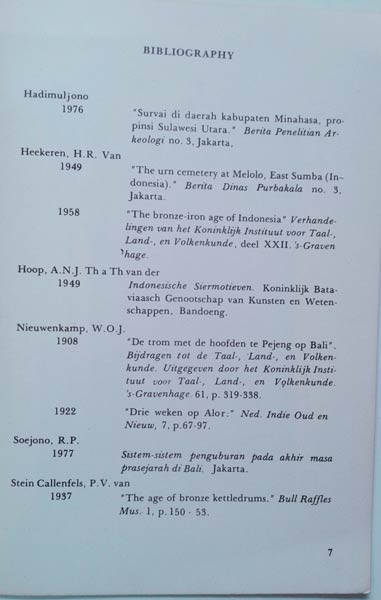 BIBLIOGRAPHY
Hadimuljono
1976 "Survai di daerah kabupaten Minahasa, pro-
pinsi Sulawesi Utara." Berita Penelitian Ar-
keologi no. 3, Jakarta,
Heekeren, H.R. Van
1949 "The urn cemetery at Melolo, East Sumba (In-
donesia)." Berita Dinas Purbakala no. 3,
Jakarta.
1958 "The bronze-iron age of Indonesia" Verhande-
lingen van het Koninklijk Instituut voor Taal-,
Land-, en Volkenkunde, deel XXII. 's-Graven
hage.
Hoop, A.N.J. Th a Th van der
1949 Indonesische Siermotieven. Koninklijk Bata-
viaasch Genootschap van Kunsten en Weten-
schappen, Bandoeng.
Nieuwenkamp, W.O.J.
1908 "De trom met de hoofden te Pejeng op Bali".
Bijdragen tot de Taal-, Land-, en Volken-
kunde. Uitgegeven door het Koninklijk Insti-
tuut voor Taal-, Land-, en Volkenkunde.
's-Gravenhage. 61, p. 319-338.
1922 "Drie weken op Alor." Ned. Indie Oud en
Nieuw, 7, p.67-97.
Soejono, R.P.
1977 Sistem-sistem penguburan pada akhir masa
prasejarah di Bali. Jakarta.
Stein Callenfels, P.V. van
1937 "The age of bronze kettledrums." Bull Raffles
Mus. 1, p. 150 - 53.
7